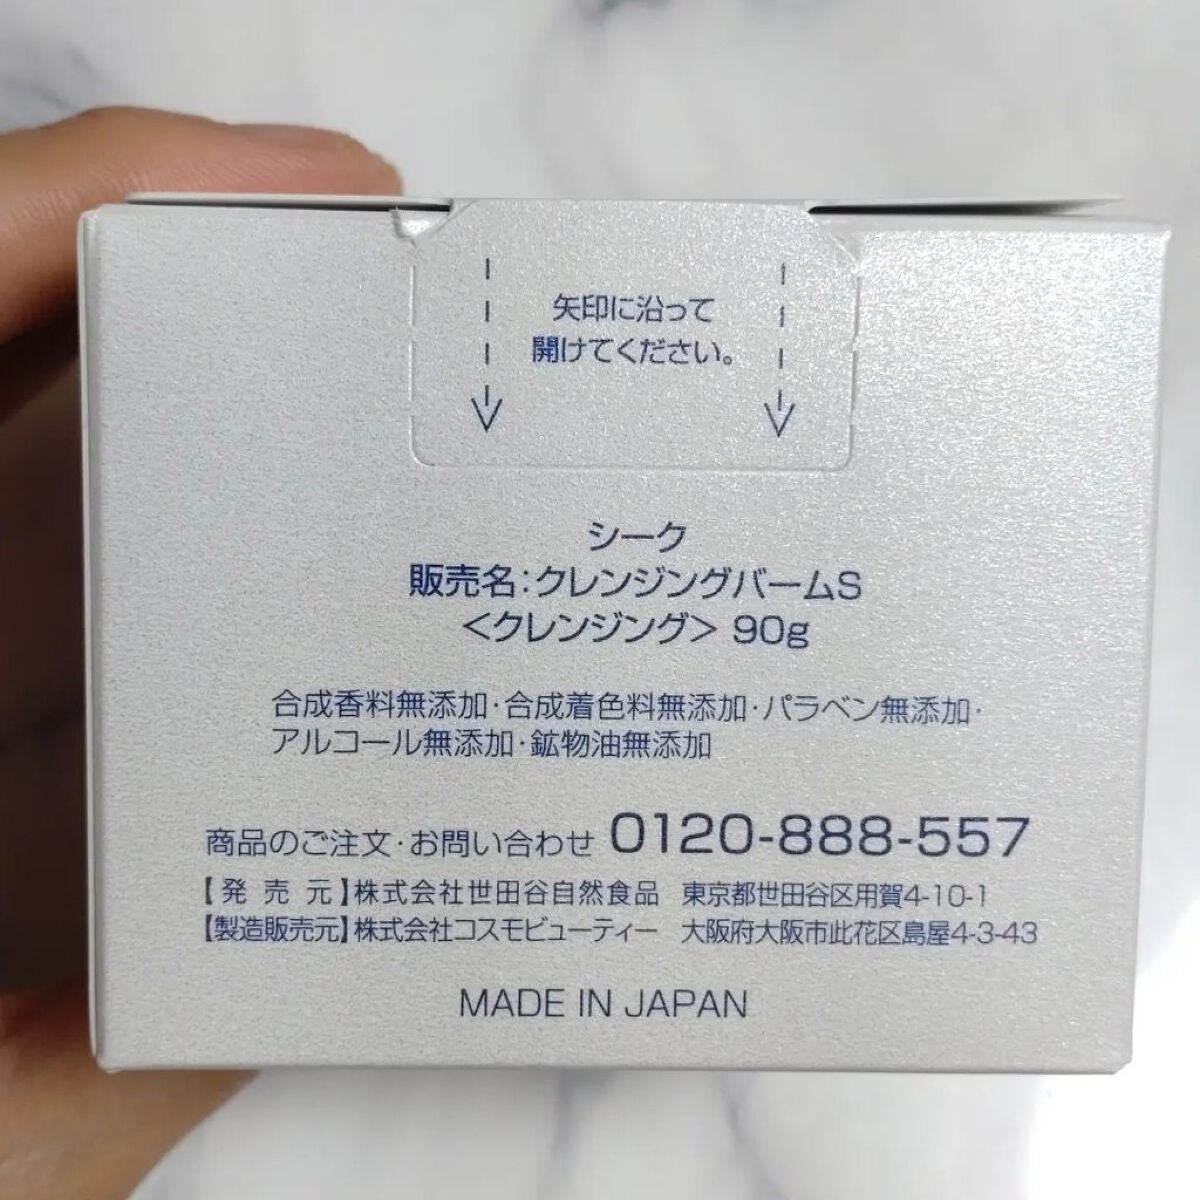 矢印に沿って
開けてください。
シーク
販売名:クレンジングバームS
<クレンジング> 90g
合成香料無添加・合成着色料無添加・パラベン無添加・
アルコール無添加・鉱物油無添加
商品のご注文・お問い合わせ 0120-888-557
【発売元】株式会社世田谷自然食品 東京都世田谷区用賀4-10-1
【製造販売元】株式会社コスモビューティー 大阪府大阪市此花区島屋4-3-43
MADE IN JAPAN